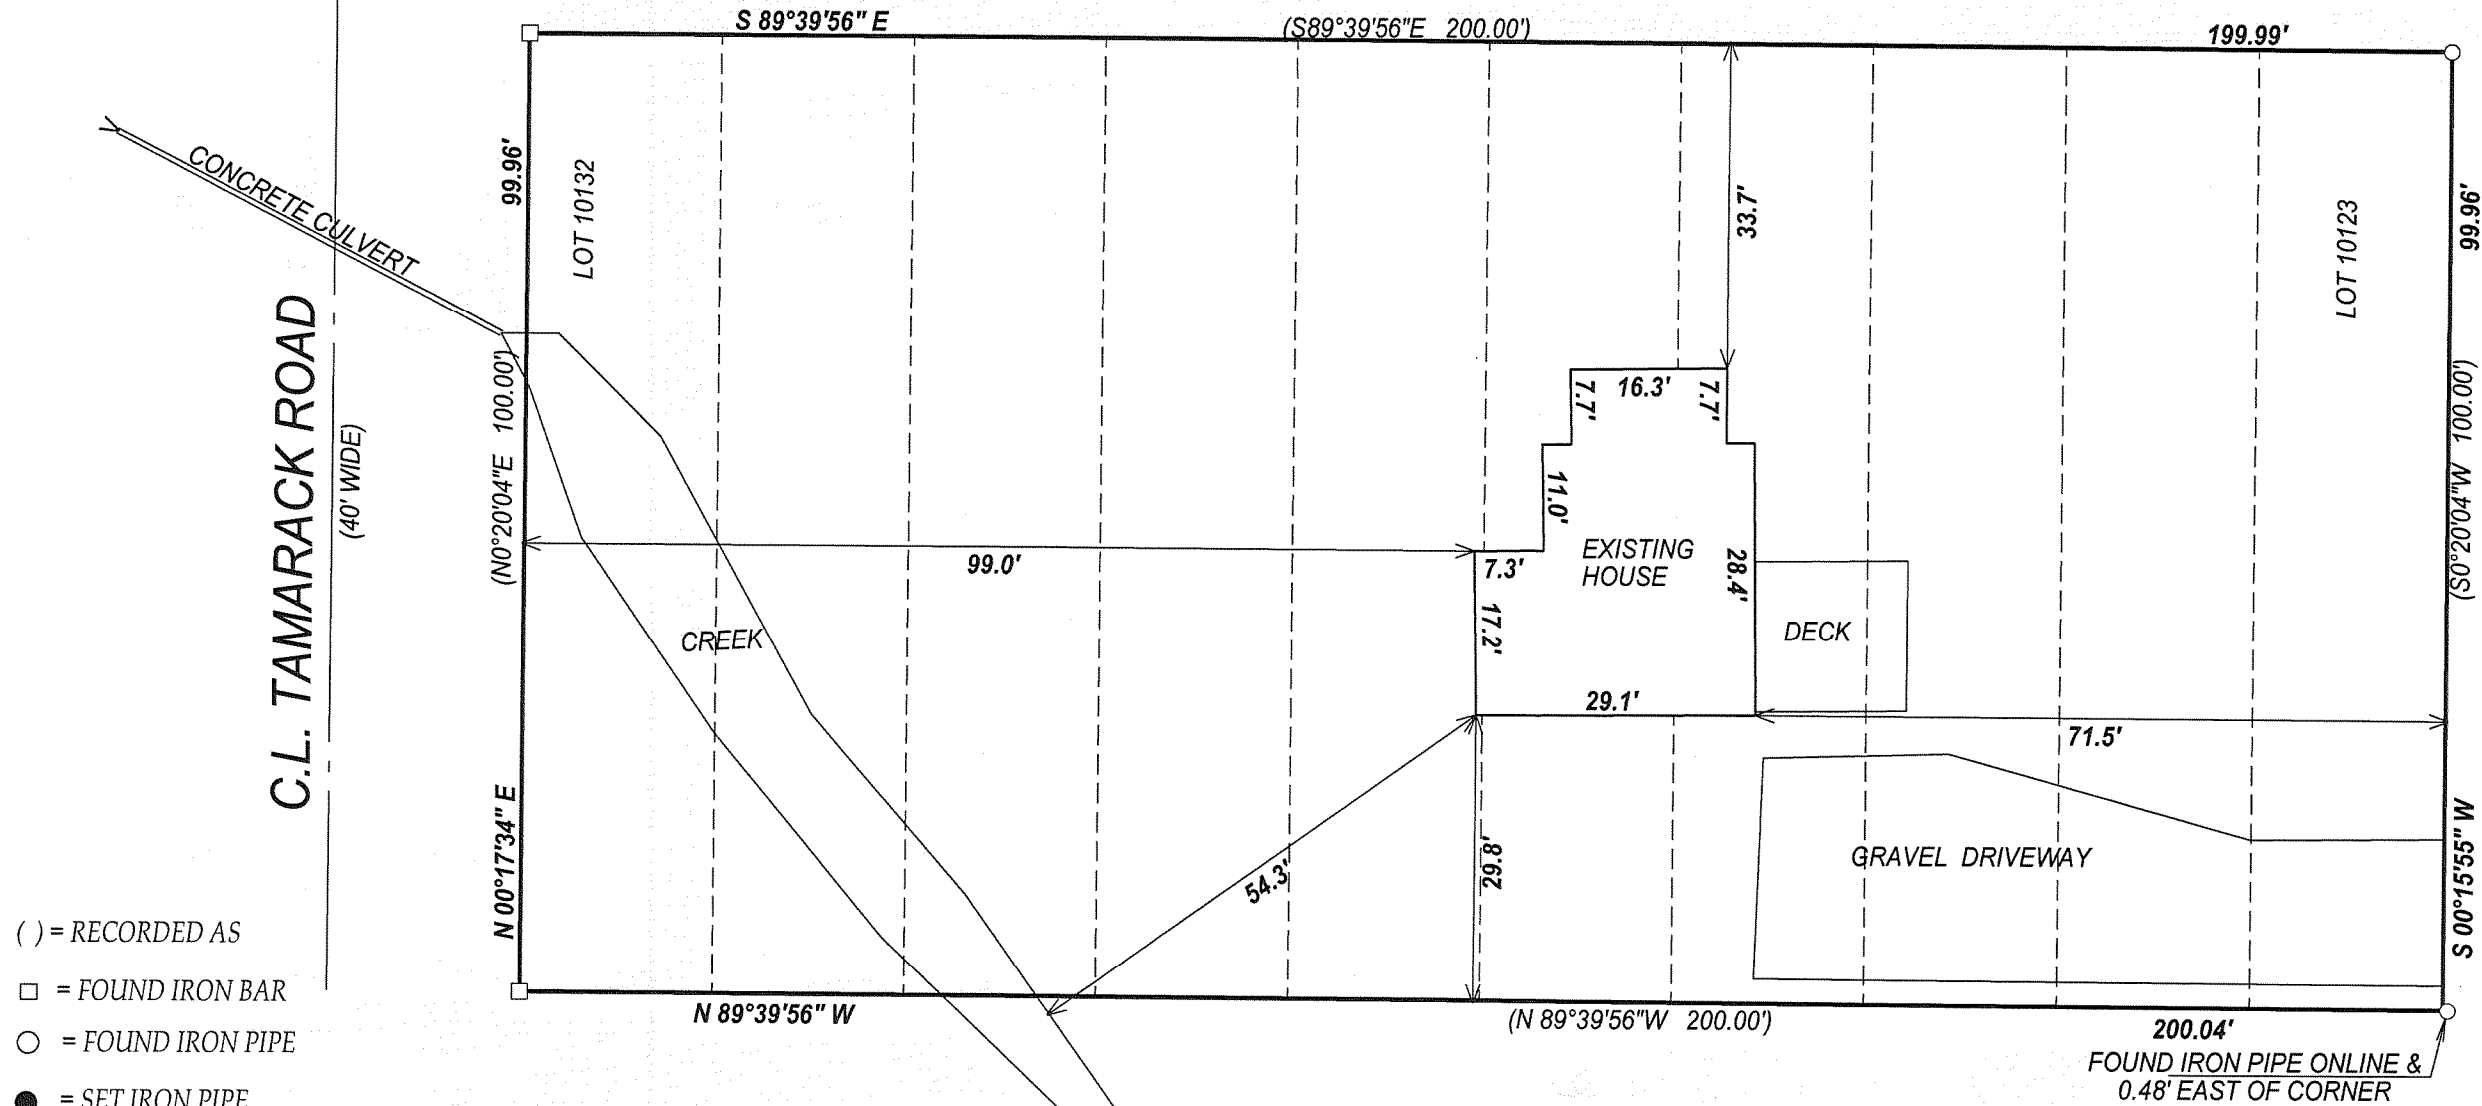 S 89°39'56" E
(S89°39'56"E 200.00')
199.99'
CONCRETE CULVERT
99.96'
LOT 10132
33.7'
LOT 10123
99.96'
C.L. TAMARACK ROAD
(40' WIDE)
(N0°20'04"E 100.00')
7.7'
16.3'
7.7'
11.0'
(S0°20'04"W 100.00')
99.0'
7.3'
EXISTING
HOUSE
28.4'
17.2'
CREEK
DECK
29.1'
71.5'
N 00°17'34" E
54.3'
29.8'
GRAVEL DRIVEWAY
S 00°15'55" W
( ) = RECORDED AS
= FOUND IRON BAR
= FOUND IRON PIPE
= SET IRON PIPE
N 89°39'56" W
(N 89°39'56"W 200.00')
200.04'
FOUND IRON PIPE ONLINE &
0.48' EAST OF CORNER